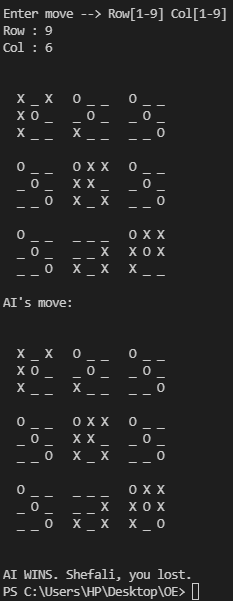 Enter move --> Row[1-9] Col[1-9]
Row : 9
Col : 6
X _ X  O _ _  O _ _
X O _  _ O _  _ O _
X _ _  X _ _  _ _ O
O _ _  O X X  O _ _
_ O _  X X _  _ O _
_ _ O  X _ X  _ _ O
O _ _  _ _ _  O X X
_ O _  _ _ X  X O X
_ _ O  X _ X  X _ _
AI's move:
X _ X  O _ _  O _ _
X O _  _ O _  _ O _
X _ _  X _ _  _ _ O
O _ _  O X X  O _ _
_ O _  X X _  _ O _
_ _ O  X _ X  _ _ O
O _ _  _ _ _  O X X
_ O _  _ _ X  X O X
_ _ O  X _ X  X _ O
AI WINS. Shefali, you lost.
PS C:\Users\HP\Desktop\OE>